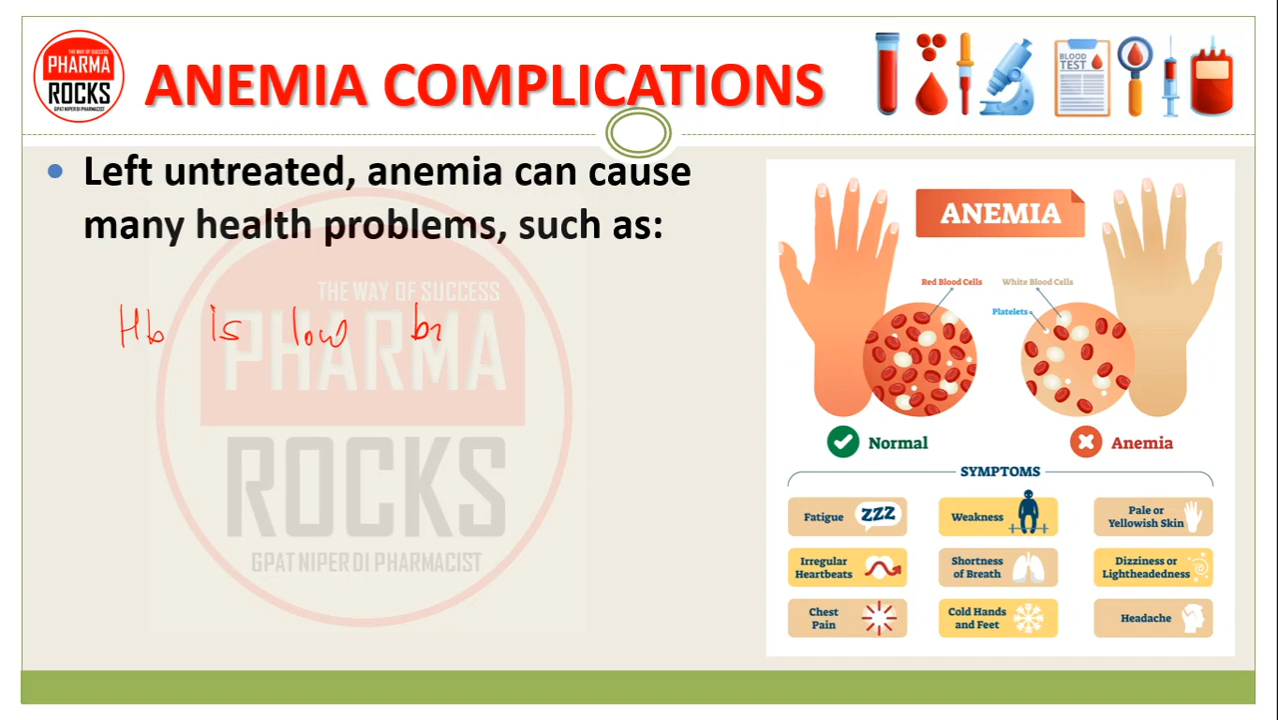 THE WAY OF SUCCESS
PHARMA
ROCKS
GPAT NIPER DI PHARMACIST
ANEMIA COMPLICATIONS
BLOOD
TEST
• Left untreated, anemia can cause
many health problems, such as:
THE WAY OF SUCCESS
PHARMA
ROCKS
GPAT NIPER DI PHARMACIST
Hb is low br
ANEMIA
Red Blood Cells
White Blood Cells
Platelets
Normal
Anemia
SYMPTOMS
Fatigue
ZZZ
Weakness
Pale or
Yellowish Skin
Irregular
Heartbeats
Shortness
of Breath
Dizziness or
Lightheadedness
Chest
Pain
Cold Hands
and Feet
Headache